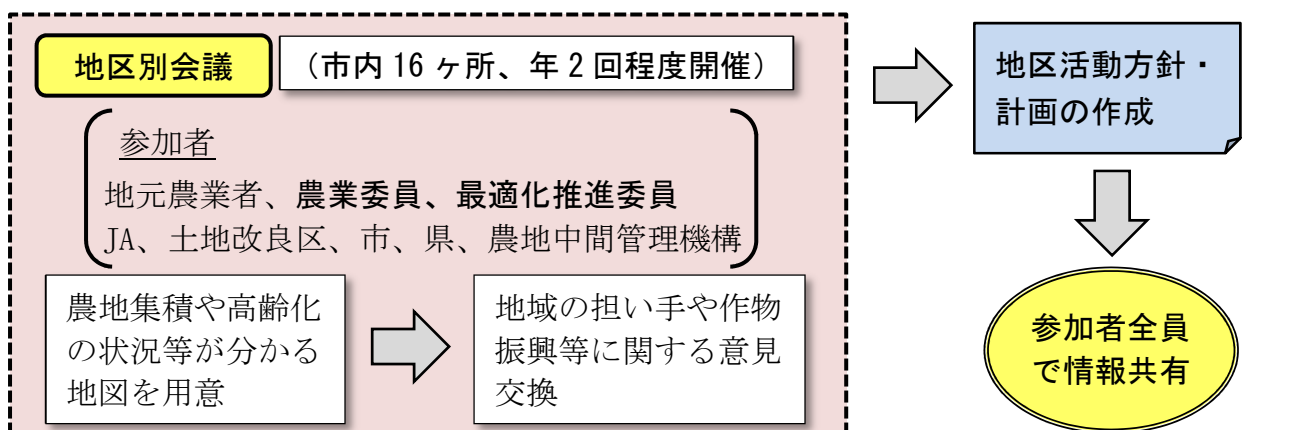 地区別会議
（市内 16 ヶ所、年 2 回程度開催）
参加者
地元農業者、農業委員、最適化推進委員
JA、土地改良区、市、県、農地中間管理機構
農地集積や高齢化
の状況等が分かる
地図を用意
地域の担い手や作物
振興等に関する意見
交換
地区活動方針・
計画の作成
参加者全員
で情報共有